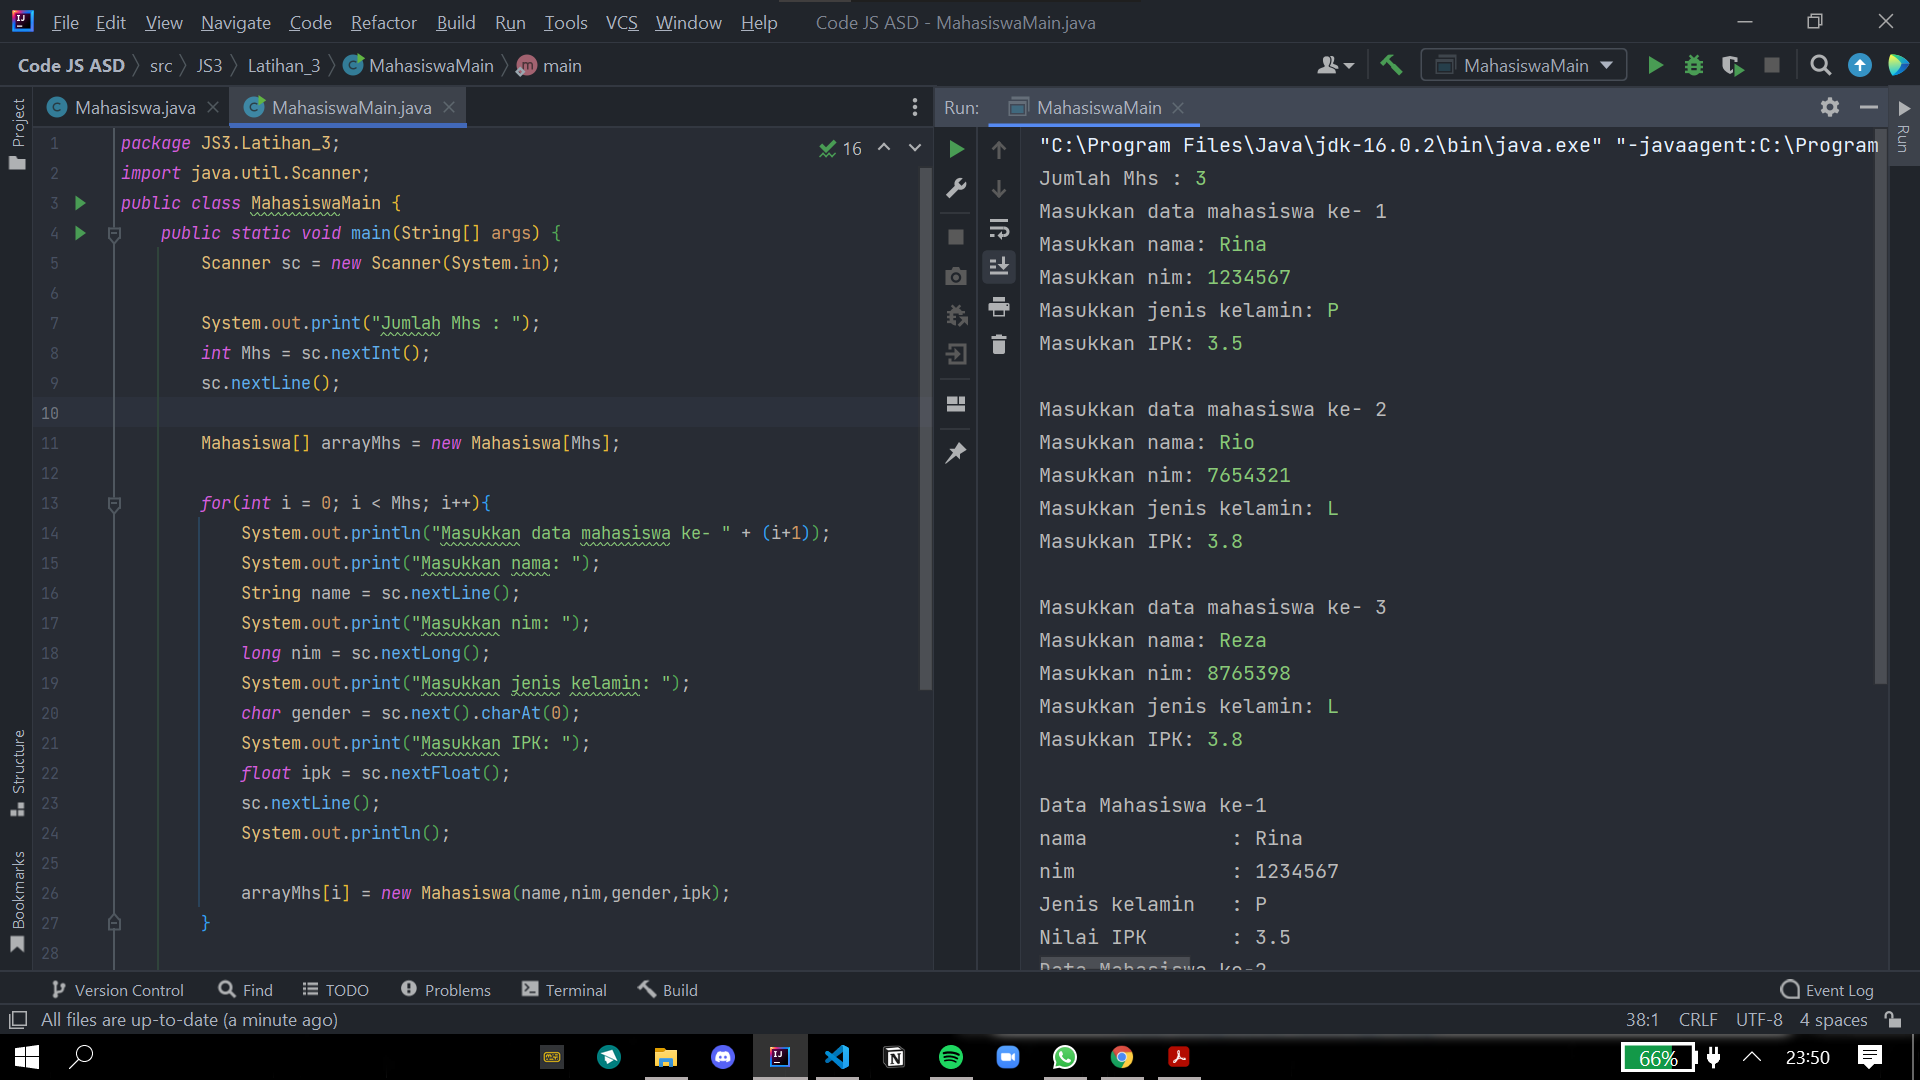 File Edit View Navigate Code Refactor Build Run Tools VCS Window Help Code JS ASD - MahasiswaMain.java
Code JS ASD src JS3 Latihan_3 MahasiswaMain main MahasiswaMain
Project
Mahasiswa.java MahasiswaMain.java
16
1 package JS3.Latihan_3;
2 import java.util.Scanner;
3 public class MahasiswaMain {
4 public static void main(String[] args) {
5 Scanner sc = new Scanner(System.in);
6
7 System.out.print("Jumlah Mhs : ");
8 int Mhs = sc.nextInt();
9 sc.nextLine();
10
11 Mahasiswa[] arrayMhs = new Mahasiswa[Mhs];
12
13 for(int i = 0; i < Mhs; i++){
14 System.out.println("Masukkan data mahasiswa ke- " + (i+1));
15 System.out.print("Masukkan nama: ");
16 String name = sc.nextLine();
17 System.out.print("Masukkan nim: ");
18 long nim = sc.nextLong();
19 System.out.print("Masukkan jenis kelamin: ");
20 char gender = sc.next().charAt(0);
21 System.out.print("Masukkan IPK: ");
22 float ipk = sc.nextFloat();
23 sc.nextLine();
24 System.out.println();
25
26 arrayMhs[i] = new Mahasiswa(name,nim,gender,ipk);
27 }
28
Structure
Bookmarks
Run: MahasiswaMain
Run
"C:\Program Files\Java\jdk-16.0.2\bin\java.exe" "-javaagent:C:\Program
Jumlah Mhs : 3
Masukkan data mahasiswa ke- 1
Masukkan nama: Rina
Masukkan nim: 1234567
Masukkan jenis kelamin: P
Masukkan IPK: 3.5
Masukkan data mahasiswa ke- 2
Masukkan nama: Rio
Masukkan nim: 7654321
Masukkan jenis kelamin: L
Masukkan IPK: 3.8
Masukkan data mahasiswa ke- 3
Masukkan nama: Reza
Masukkan nim: 8765398
Masukkan jenis kelamin: L
Masukkan IPK: 3.8
Data Mahasiswa ke-1
nama : Rina
nim : 1234567
Jenis kelamin : P
Nilai IPK : 3.5
Data Mahasiswa ke-2
Version Control Find TODO Problems Terminal Build Event Log
All files are up-to-date (a minute ago) 38:1 CRLF UTF-8 4 spaces
66% 23:50